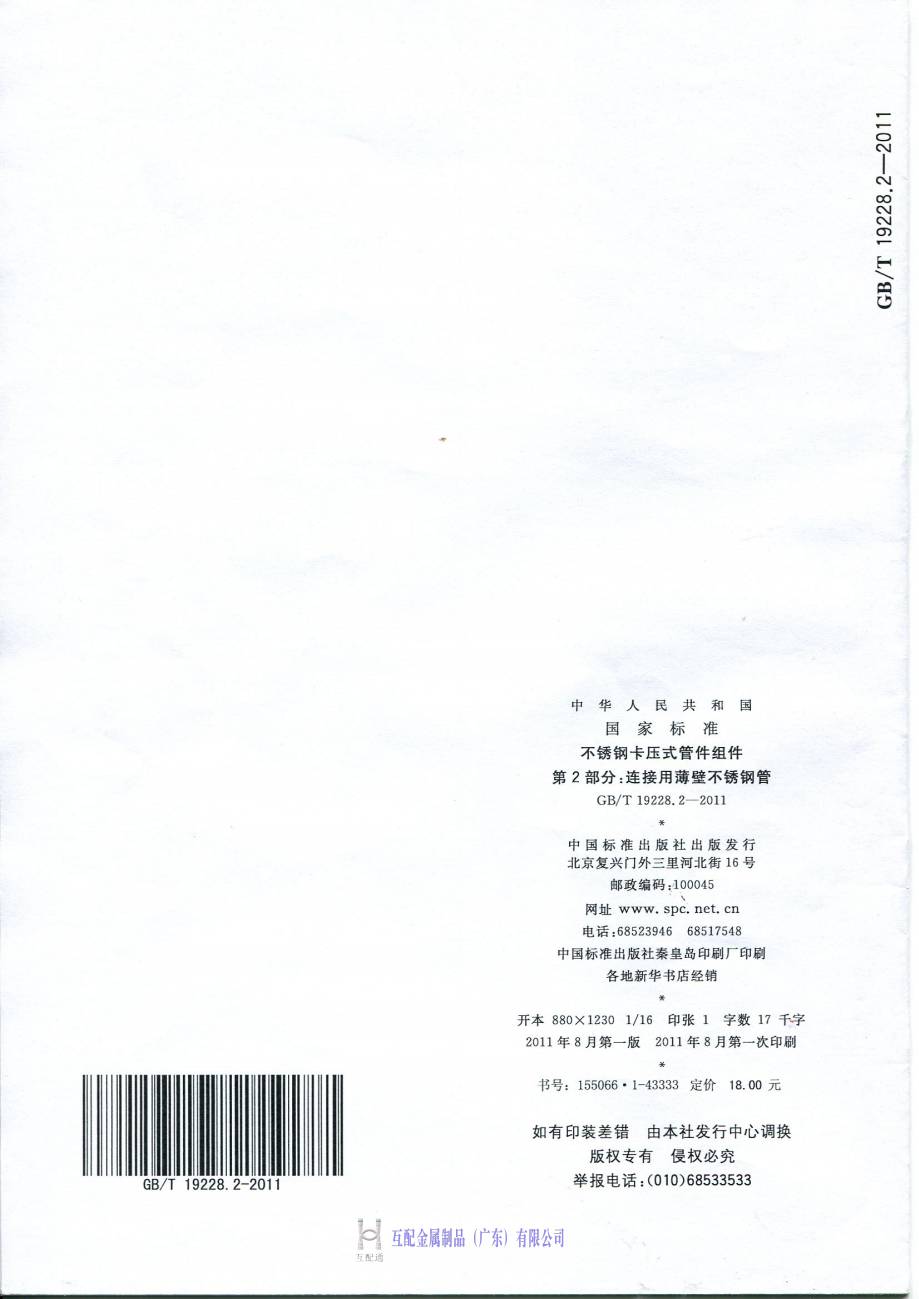 GB/T 19228.2—2011
中华人民共和国
国家标准
不锈钢卡压式管件组件
第2部分:连接用薄壁不锈钢管
GB/T 19228.2—2011
*
中国标准出版社出版发行
北京复兴门外三里河北街16号
邮政编码:100045
网址 www.spc.net.cn
电话:68523946 68517548
中国标准出版社秦皇岛印刷厂印刷
各地新华书店经销
*
开本 880×1230 1/16 印张 1 字数 17 千字
2011年8月第一版 2011年8月第一次印刷
*
书号: 155066·1-43333 定价 18.00 元
如有印装差错 由本社发行中心调换
版权专有 侵权必究
举报电话:(010)68533533
GB/T 19228.2-2011
互配通
互配金属制品（广东）有限公司